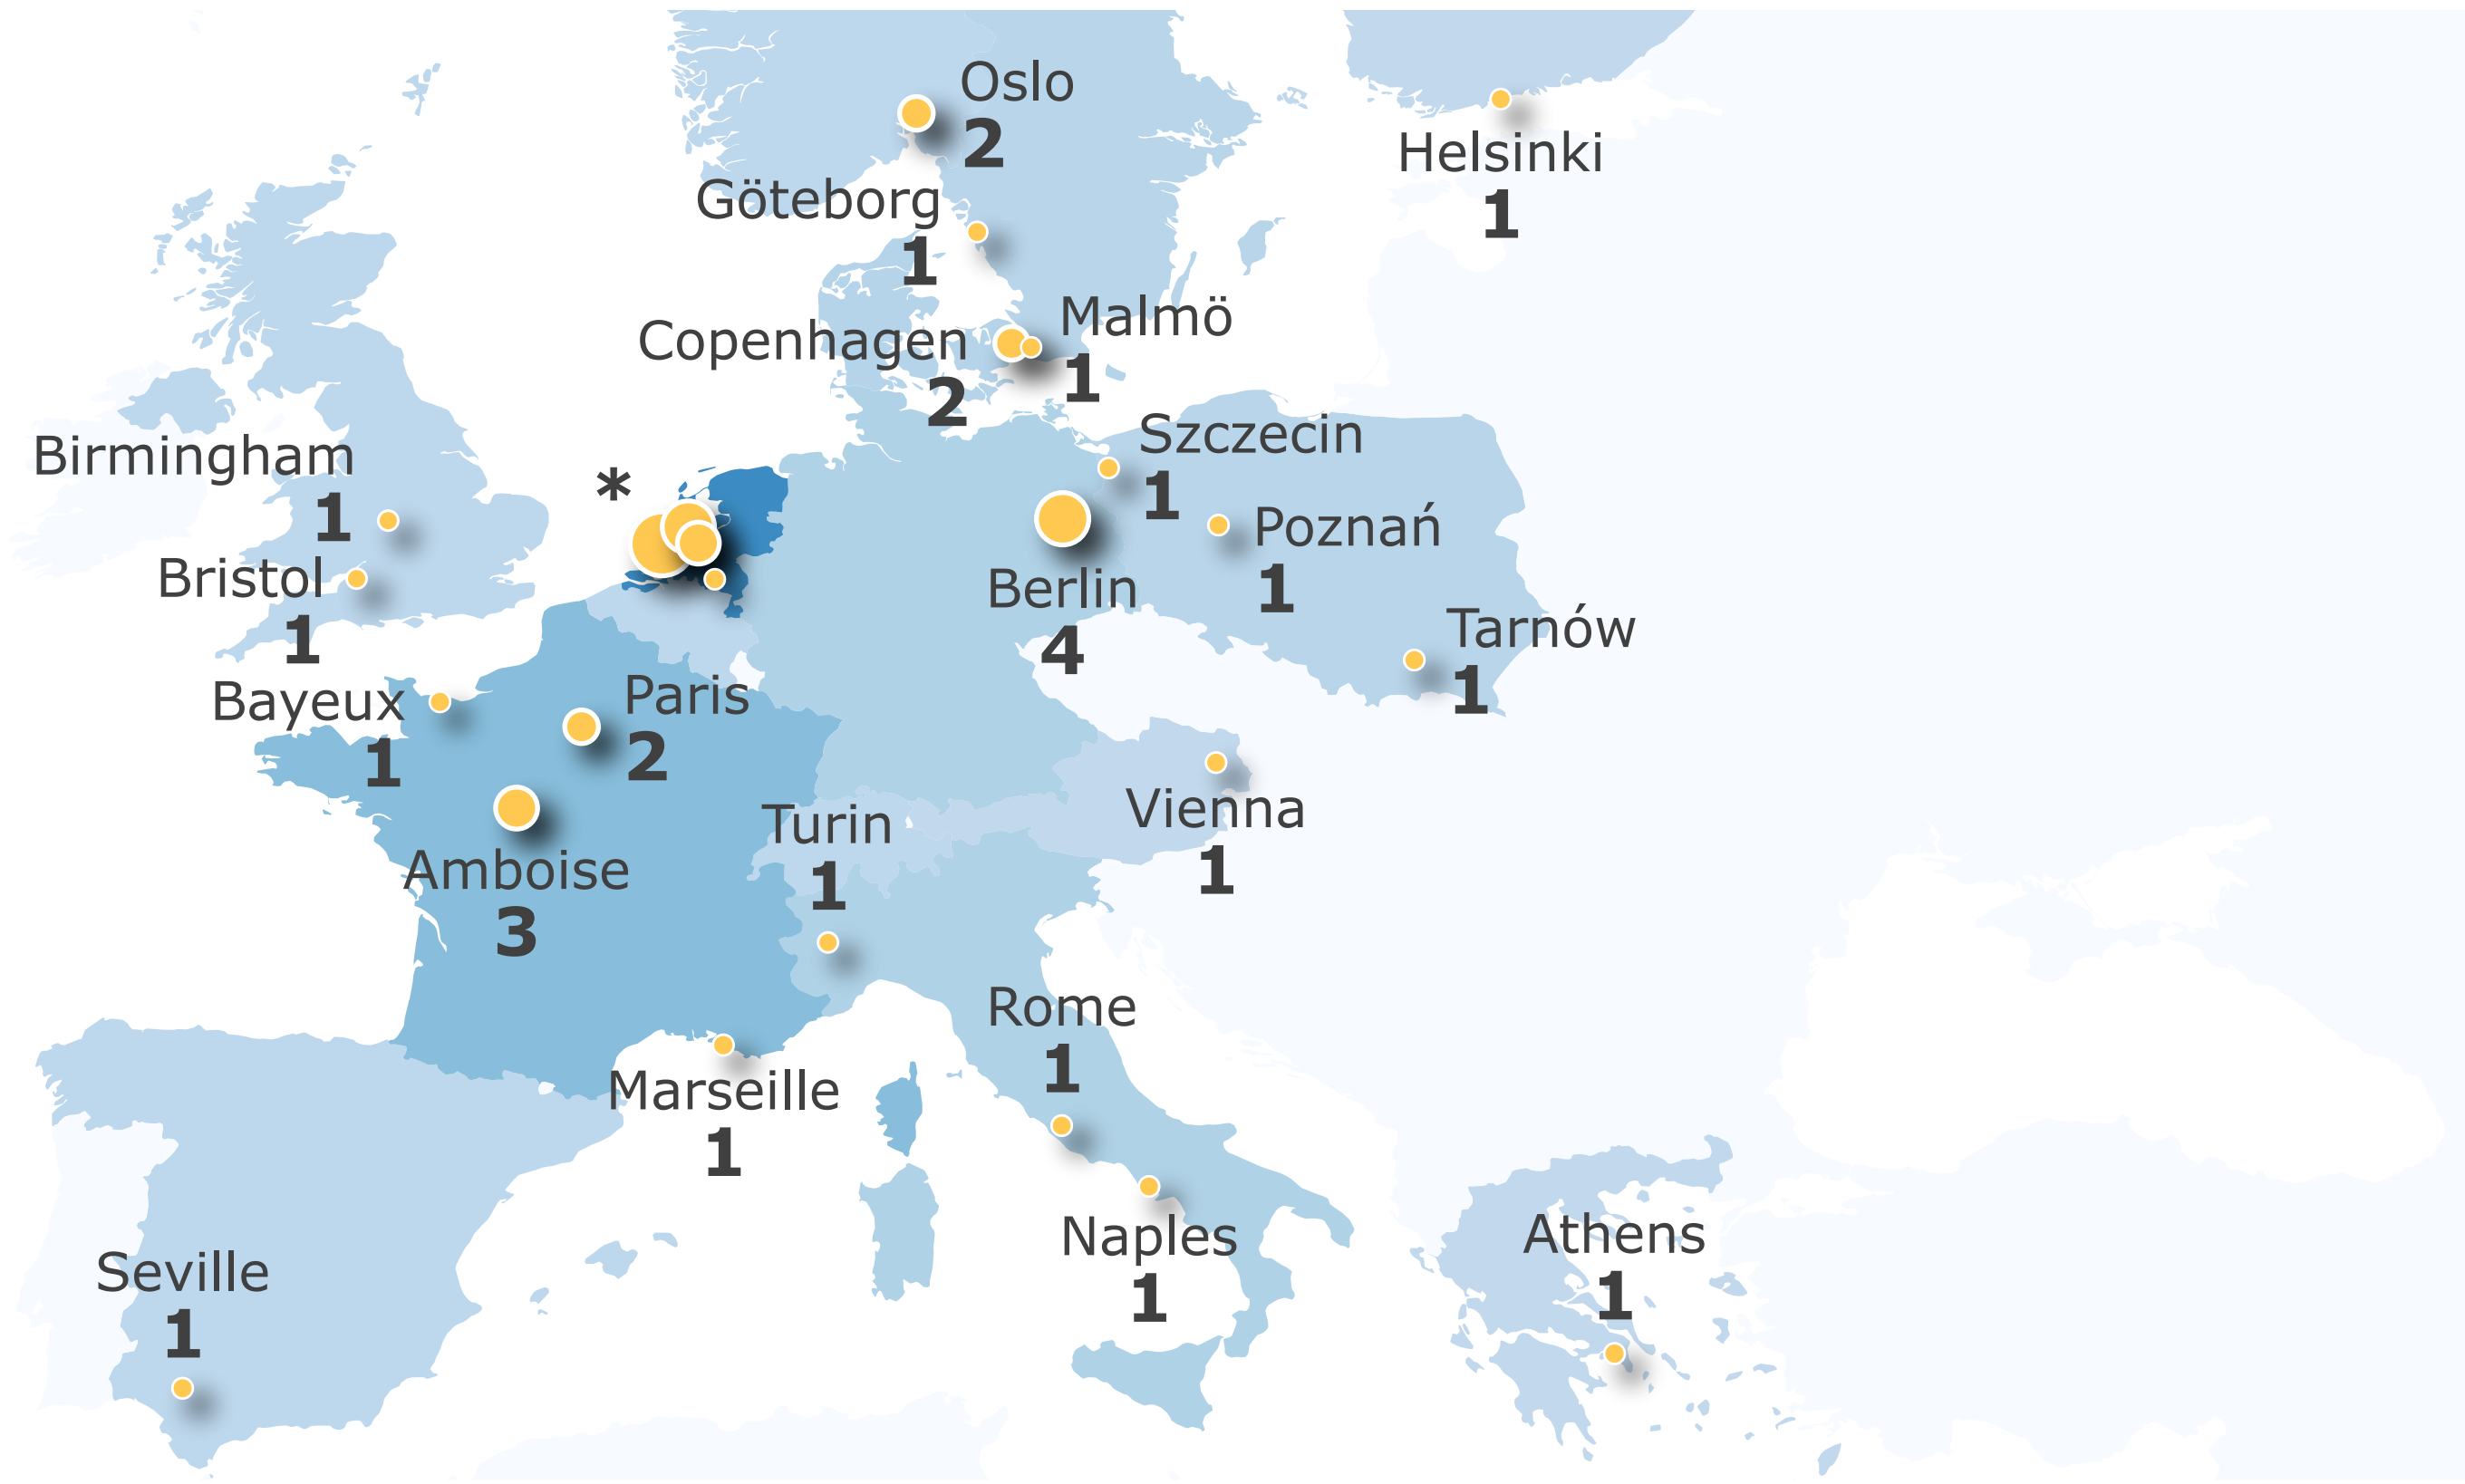 Oslo
2
Helsinki
1
Göteborg
1
Malmö
1
Copenhagen
2
Szczecin
1
Birmingham
1
*
Poznań
1
Bristol
1
Berlin
4
Tarnów
1
Bayeux
1
Paris
2
Vienna
1
Turin
1
Amboise
3
Rome
1
Marseille
1
Naples
1
Athens
1
Seville
1